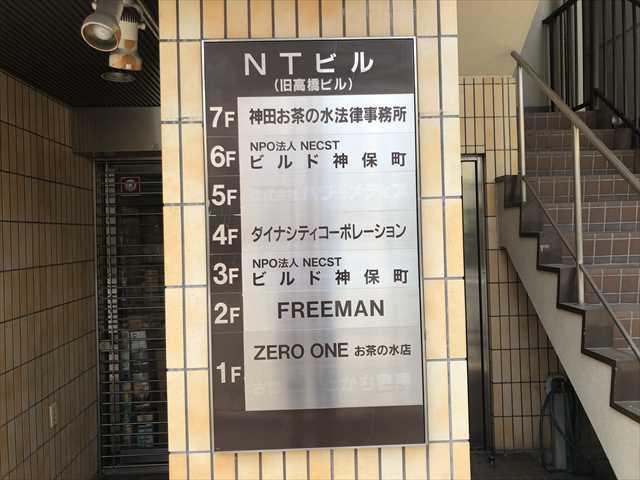 NTビル
(旧高橋ビル)
7F 神田お茶の水法律事務所
6F NPO法人 NECST
ビルド神保町
5F
4F ダイナシティコーポレーション
3F NPO法人 NECST
ビルド神保町
2F FREEMAN
1F ZERO ONE お茶の水店